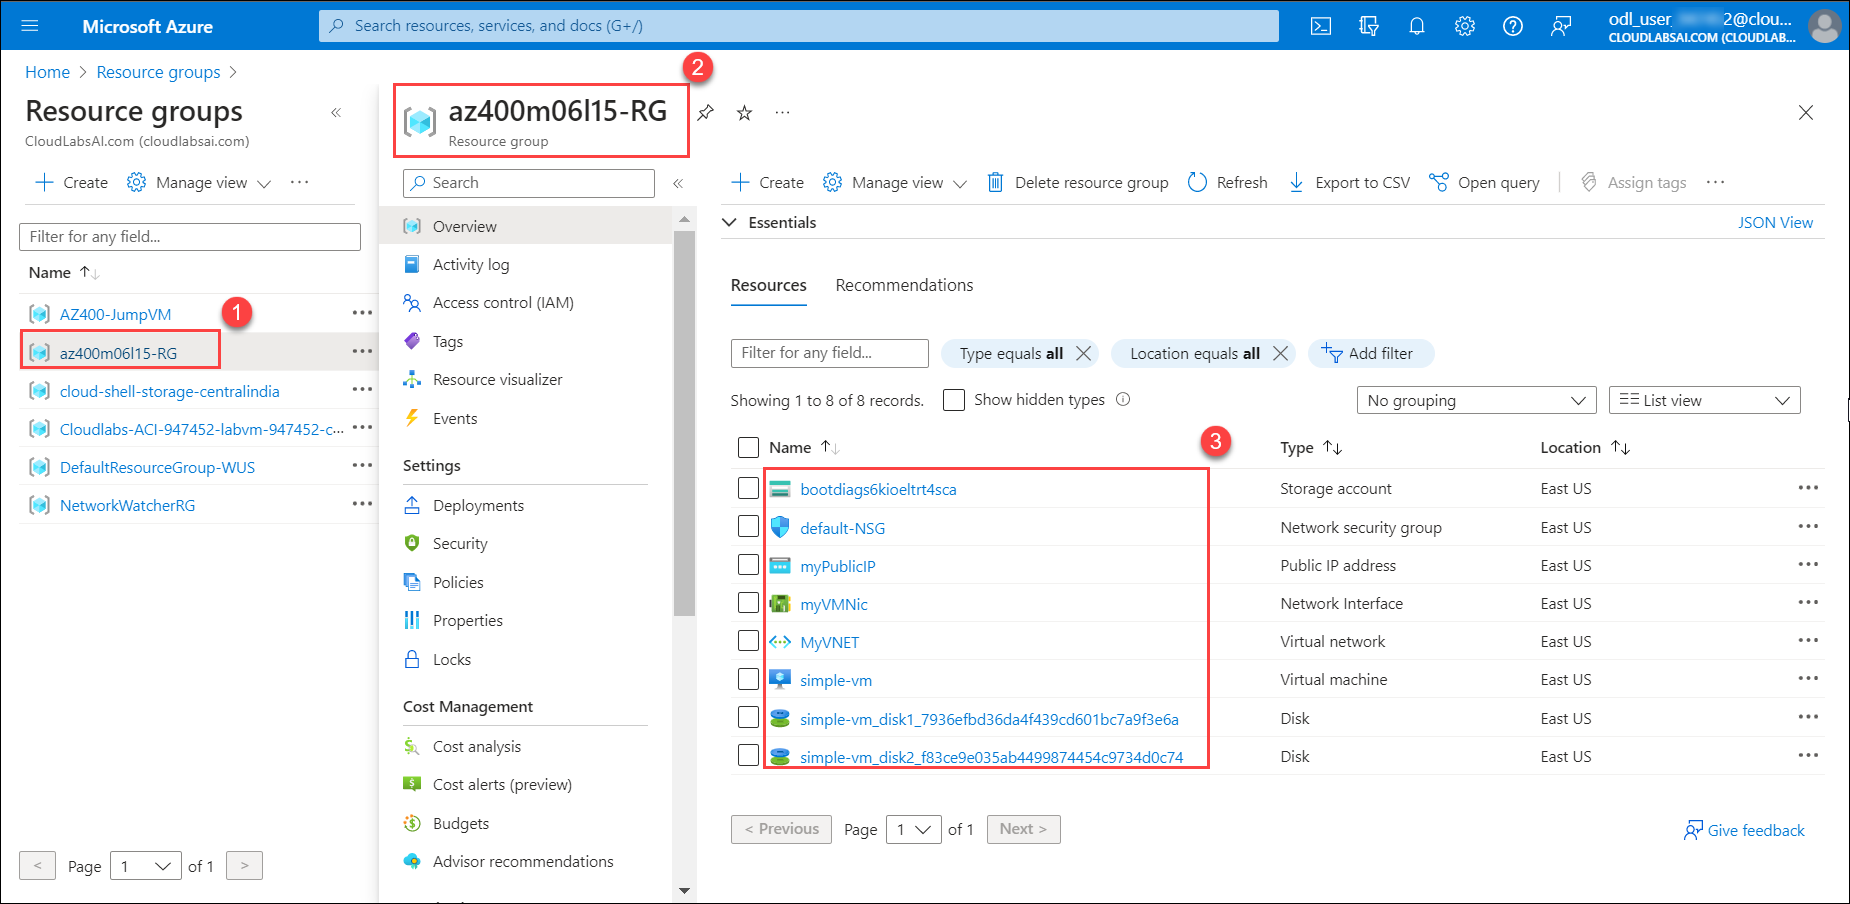 Microsoft Azure
Search resources, services, and docs (G+/)
odl_user_ 2@clou...
CLOUDLABSAI.COM (CLOUDLAB...
Home > Resource groups >
Resource groups
CloudLabsAI.com (cloudlabsai.com)
Create
Manage view
Filter for any field...
Name
AZ400-JumpVM
1
az400m06l15-RG
cloud-shell-storage-centralindia
Cloudlabs-ACI-947452-labvm-947452-c...
DefaultResourceGroup-WUS
NetworkWatcherRG
< Page 1 of 1 >
2
az400m06l15-RG
Resource group
Search
Overview
Activity log
Access control (IAM)
Tags
Resource visualizer
Events
Settings
Deployments
Security
Policies
Properties
Locks
Cost Management
Cost analysis
Cost alerts (preview)
Budgets
Advisor recommendations
Create Manage view Delete resource group Refresh Export to CSV Open query Assign tags
Essentials
JSON View
Resources Recommendations
Filter for any field... Type equals all Location equals all Add filter
Showing 1 to 8 of 8 records. Show hidden types No grouping List view
3
Name Type Location
bootdiags6kioeltrt4sca Storage account East US
default-NSG Network security group East US
myPublicIP Public IP address East US
myVMNic Network Interface East US
MyVNET Virtual network East US
simple-vm Virtual machine East US
simple-vm_disk1_7936efbd36da4f439cd601bc7a9f3e6a Disk East US
simple-vm_disk2_f83ce9e035ab4499874454c9734d0c74 Disk East US
< Previous Page 1 of 1 Next >
Give feedback